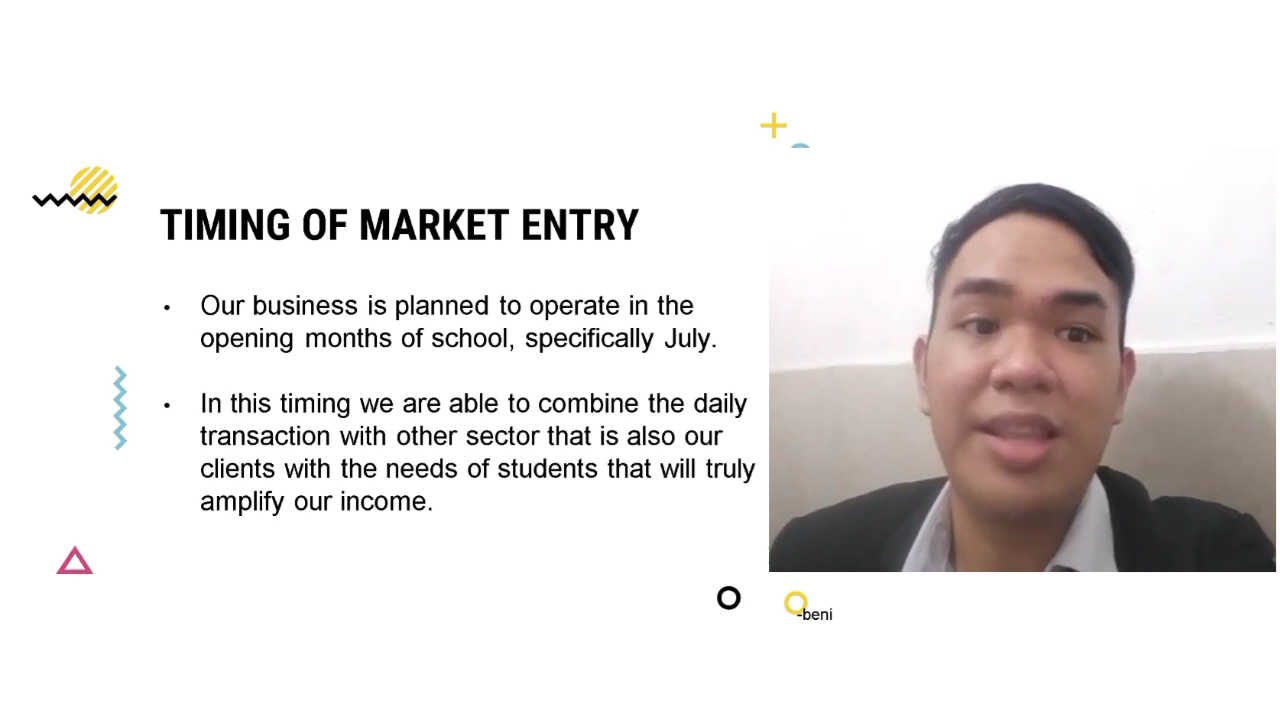 TIMING OF MARKET ENTRY
• Our business is planned to operate in the
opening months of school, specifically July.
• In this timing we are able to combine the daily
transaction with other sector that is also our
clients with the needs of students that will truly
amplify our income.
-beni